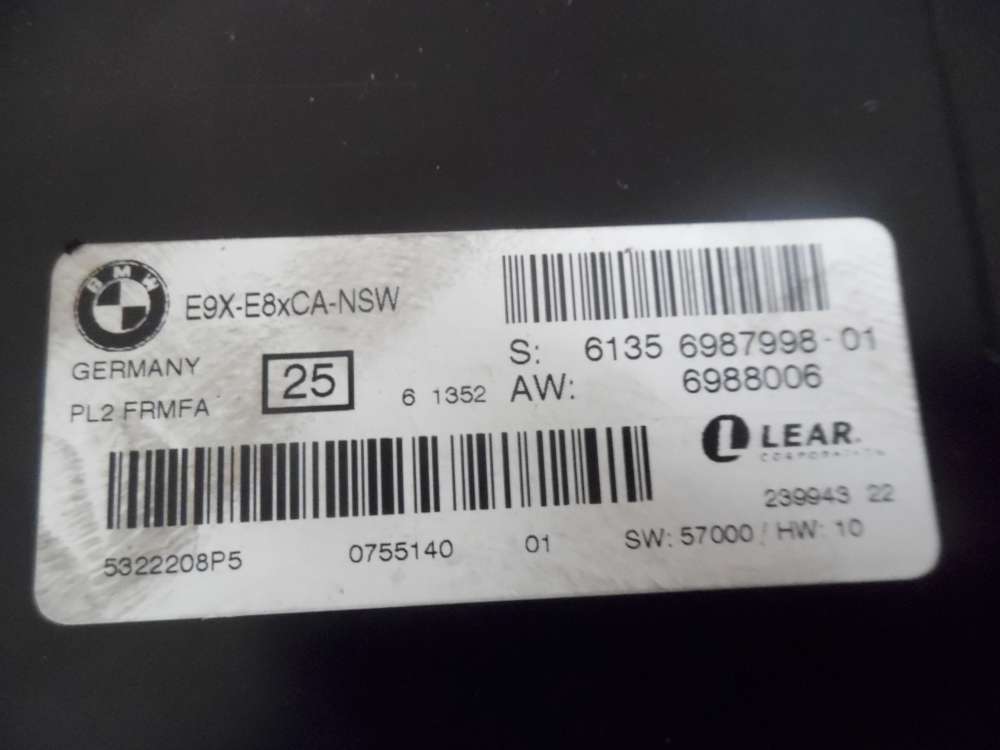 BMW
E9X-E8xCA-NSW
GERMANY
25
PL2 FRMFA
6 1352
S: 6135 6987998-01
AW: 6988006
LEAR.
CORPORATION
239943 22
5322208P5 0755140 01
SW: 57000 / HW: 10